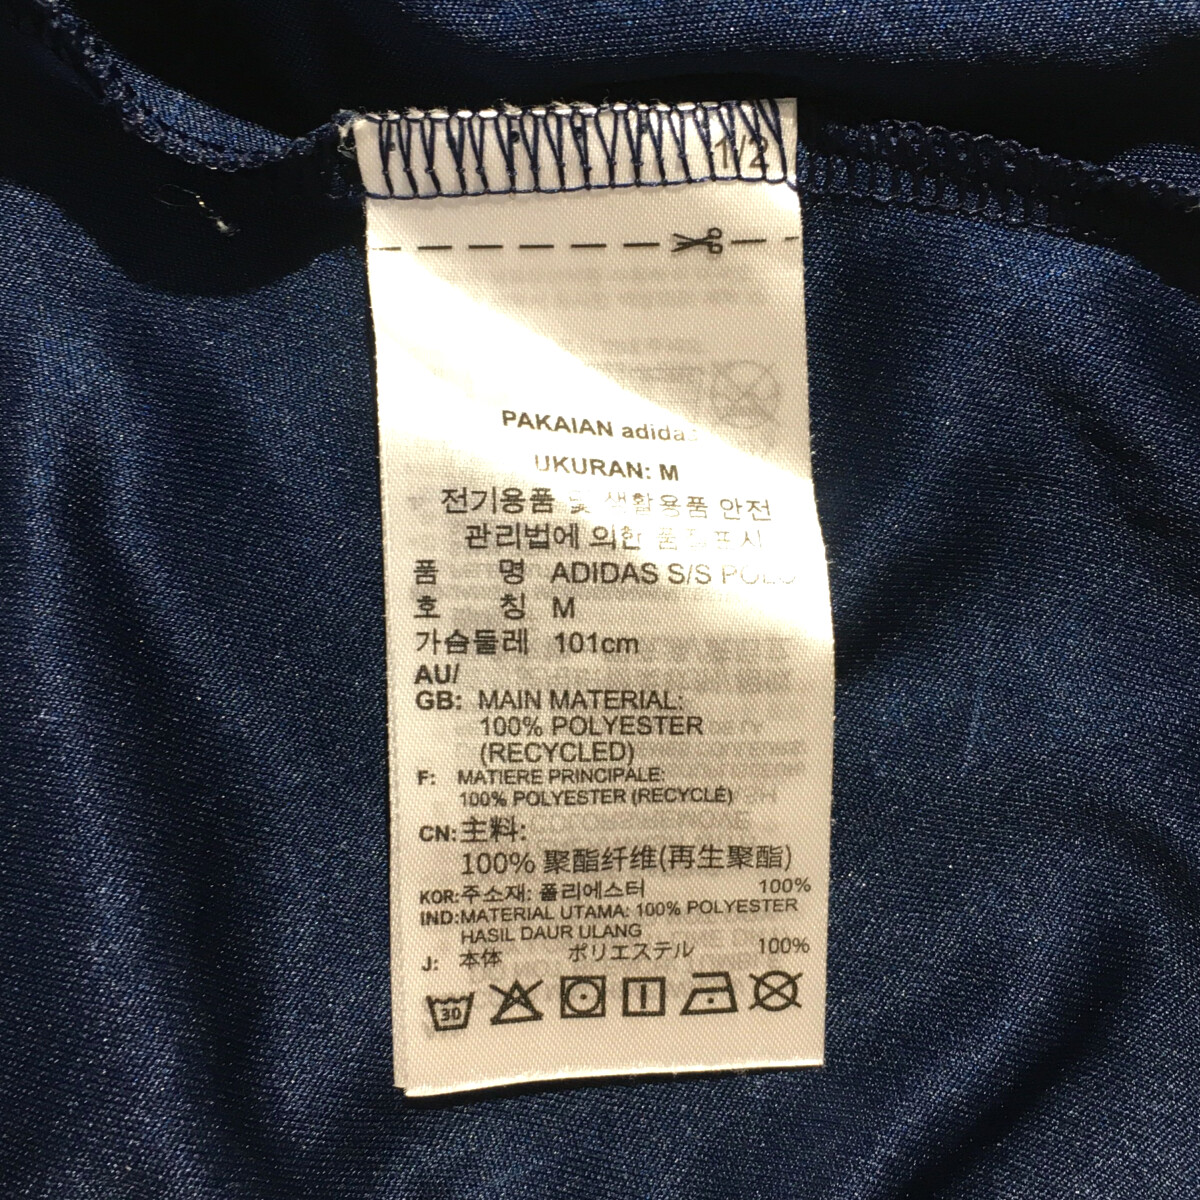 1/2
PAKAIAN adidas
UKURAN: M
전기용품 및 생활용품 안전
관리법에 의한 품질표시
품 명 ADIDAS S/S POLO
호 칭 M
가슴둘레 101cm
AU/
GB: MAIN MATERIAL:
100% POLYESTER
(RECYCLED)
F: MATIERE PRINCIPALE:
100% POLYESTER (RECYCLÉ)
CN: 主料:
100% 聚酯纤维(再生聚酯)
KOR: 주소재: 폴리에스터 100%
IND: MATERIAL UTAMA: 100% POLYESTER
HASIL DAUR ULANG
J: 本体 ポリエステル 100%
30